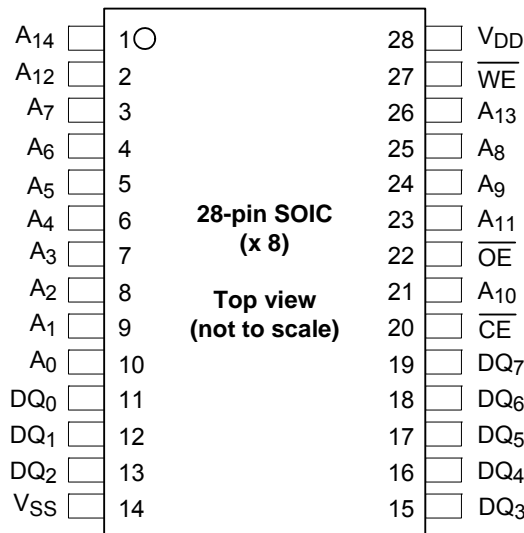 A14 1 28 VDD
A12 2 27 WE
A7 3 26 A13
A6 4 25 A8
A5 5 24 A9
A4 6 23 A11
A3 7 22 OE
A2 8 21 A10
A1 9 20 CE
A0 10 19 DQ7
DQ0 11 18 DQ6
DQ1 12 17 DQ5
DQ2 13 16 DQ4
VSS 14 15 DQ3
28-pin SOIC
(x 8)
Top view
(not to scale)